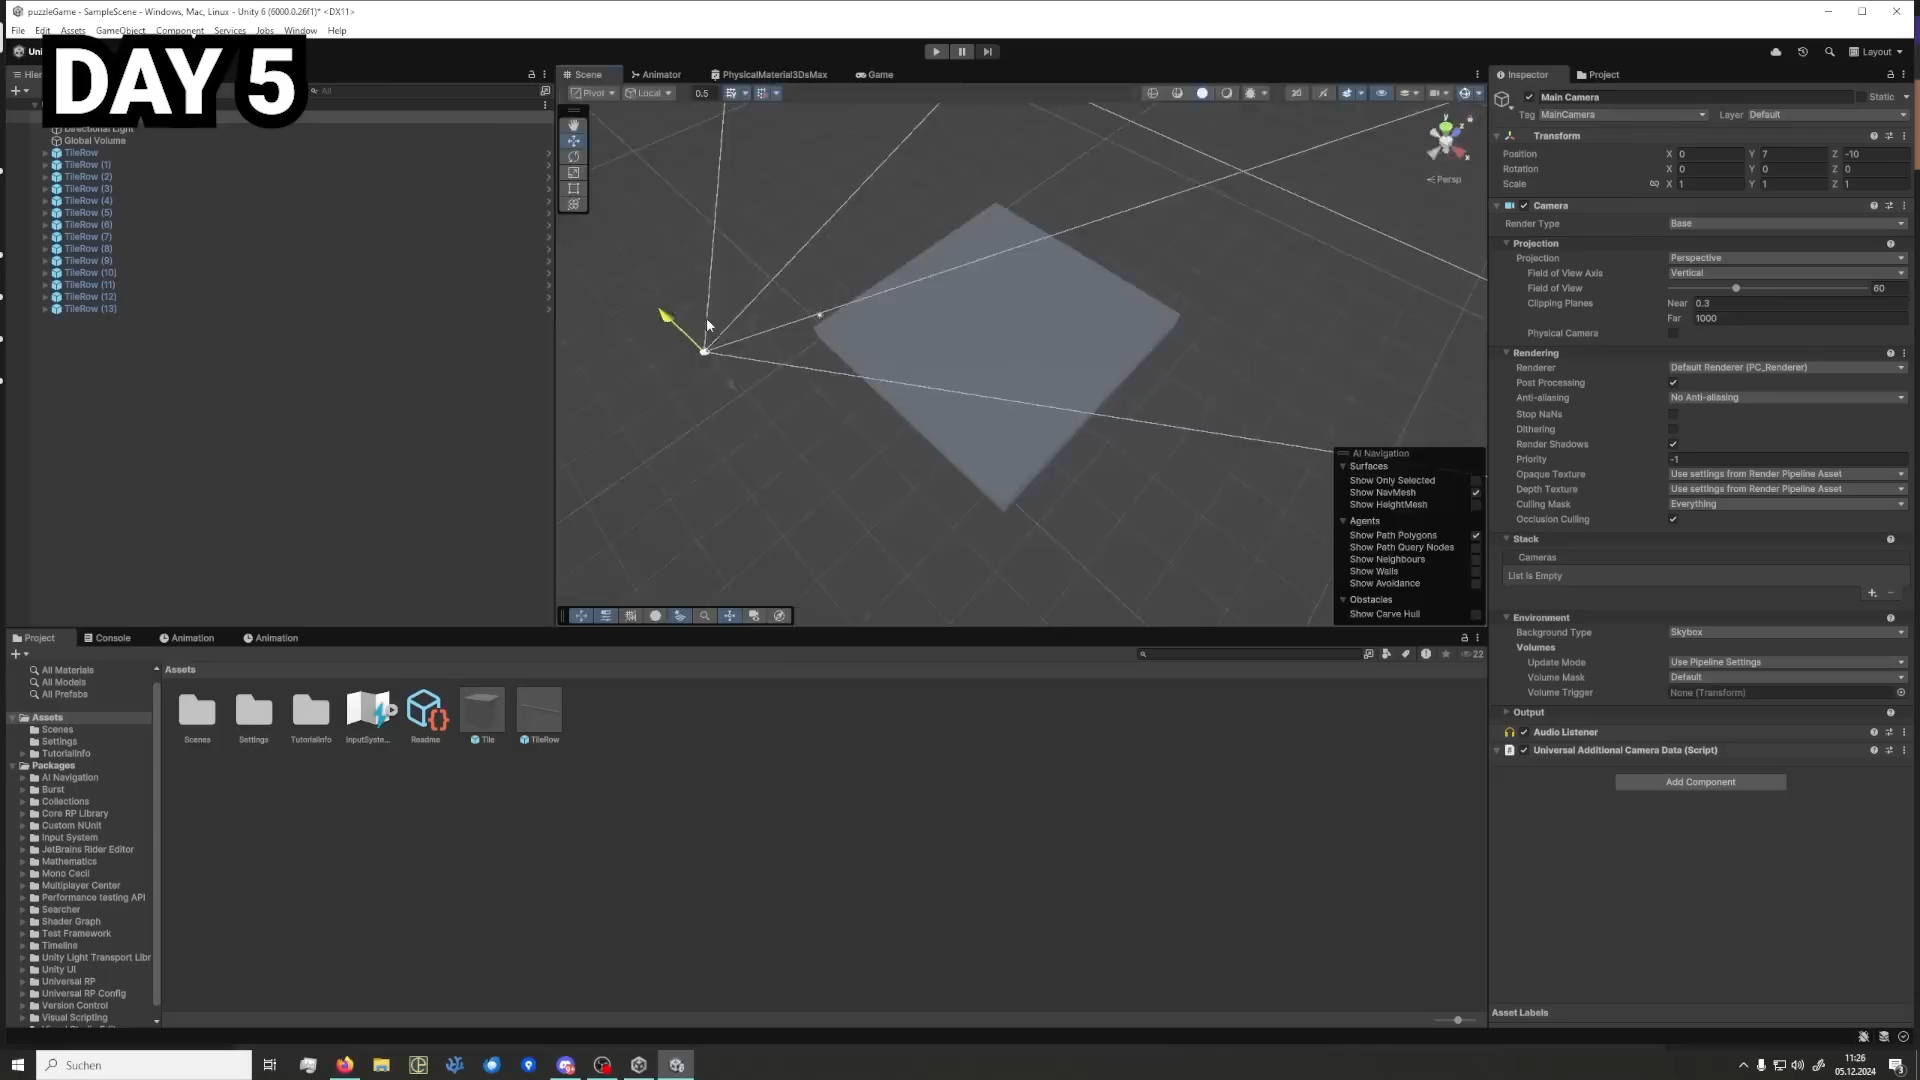 puzzleGame - SampleScene - Windows, Mac, Linux - Unity 6 (6000.0.26f1)* <DX11>
File Edit Assets GameObject Component Services Jobs Window Help
DAY 5
Layout
Scene Animator PhysicalMaterial3DsMax Game
Pivot Local 0.5
All
Directional Light
Global Volume
TileRow
TileRow (1)
TileRow (2)
TileRow (3)
TileRow (4)
TileRow (5)
TileRow (6)
TileRow (7)
TileRow (8)
TileRow (9)
TileRow (10)
TileRow (11)
TileRow (12)
TileRow (13)
2D
y
z
x
Persp
AI Navigation
Surfaces
Show Only Selected
Show NavMesh
Show HeightMesh
Agents
Show Path Polygons
Show Path Query Nodes
Show Neighbours
Show Walls
Show Avoidance
Obstacles
Show Carve Hull
Inspector Project
Main Camera Static
Tag MainCamera Layer Default
Transform
Position X 0 Y 7 Z -10
Rotation X 0 Y 0 Z 0
Scale X 1 Y 1 Z 1
Camera
Render Type Base
Projection
Projection Perspective
Field of View Axis Vertical
Field of View 60
Clipping Planes Near 0.3
Far 1000
Physical Camera
Rendering
Renderer Default Renderer (PC_Renderer)
Post Processing
Anti-aliasing No Anti-aliasing
Stop NaNs
Dithering
Render Shadows
Priority -1
Opaque Texture Use settings from Render Pipeline Asset
Depth Texture Use settings from Render Pipeline Asset
Culling Mask Everything
Occlusion Culling
Stack
Cameras
List Is Empty
Environment
Background Type Skybox
Volumes
Update Mode Use Pipeline Settings
Volume Mask Default
Volume Trigger None (Transform)
Output
Audio Listener
Universal Additional Camera Data (Script)
Add Component
Asset Labels
Project Console Animation Animation
22
All Materials
All Models
All Prefabs
Assets
Scenes
Settings
TutorialInfo
Packages
AI Navigation
Burst
Collections
Core RP Library
Custom NUnit
Input System
JetBrains Rider Editor
Mathematics
Mono Cecil
Multiplayer Center
Performance testing API
Searcher
Shader Graph
Test Framework
Timeline
Unity Light Transport Libr
Unity UI
Universal RP
Universal RP Config
Version Control
Visual Scripting
Assets
Scenes Settings TutorialInfo InputSyste... Readme Tile TileRow
Suchen
11:26
05.12.2024